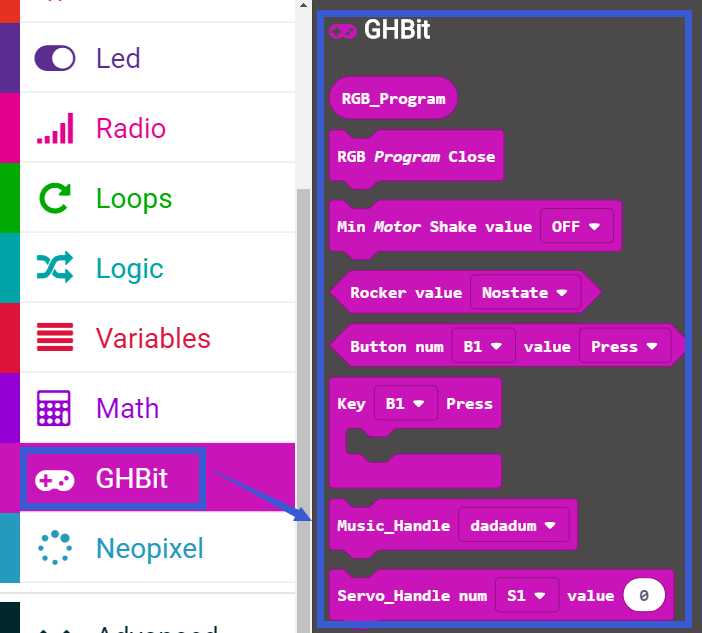 Led
Radio
Loops
Logic
Variables
Math
GHBit
Neopixel
Advanced
GHBit
RGB_Program
RGB Program Close
Min Motor Shake value OFF
Rocker value Nostate
Button num B1 value Press
Key B1 Press
Music_Handle dadadum
Servo_Handle num S1 value 0